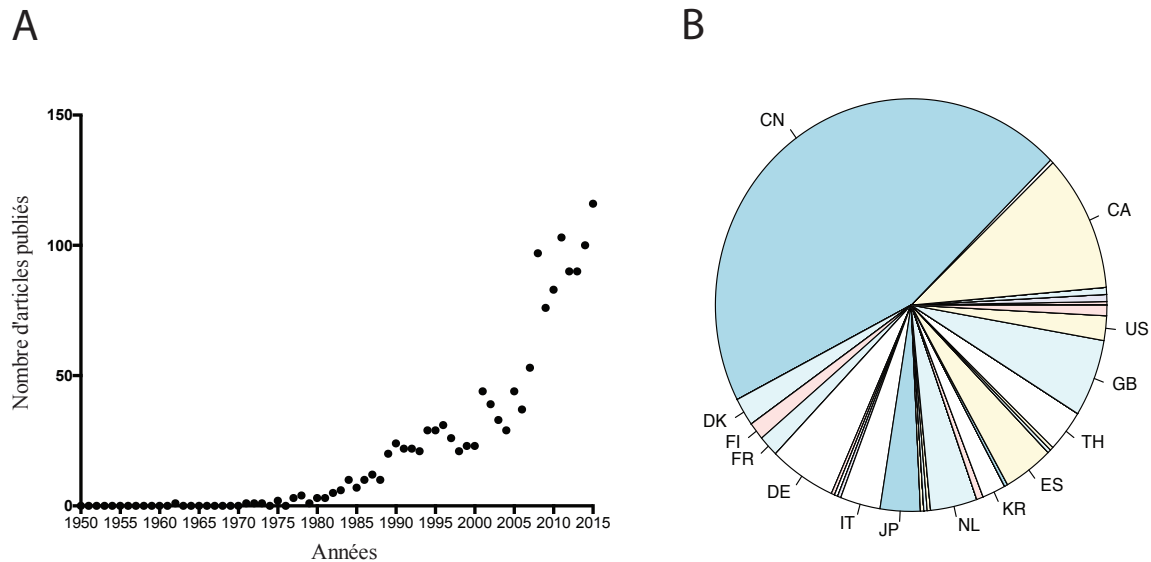 A
B
Nombre d'articles publiés
150
100
50
0
1950 1955 1960 1965 1970 1975 1980 1985 1990 1995 2000 2005 2010 2015
Années
CN
CA
US
GB
TH
ES
KR
NL
JP
IT
DE
FR
FI
DK